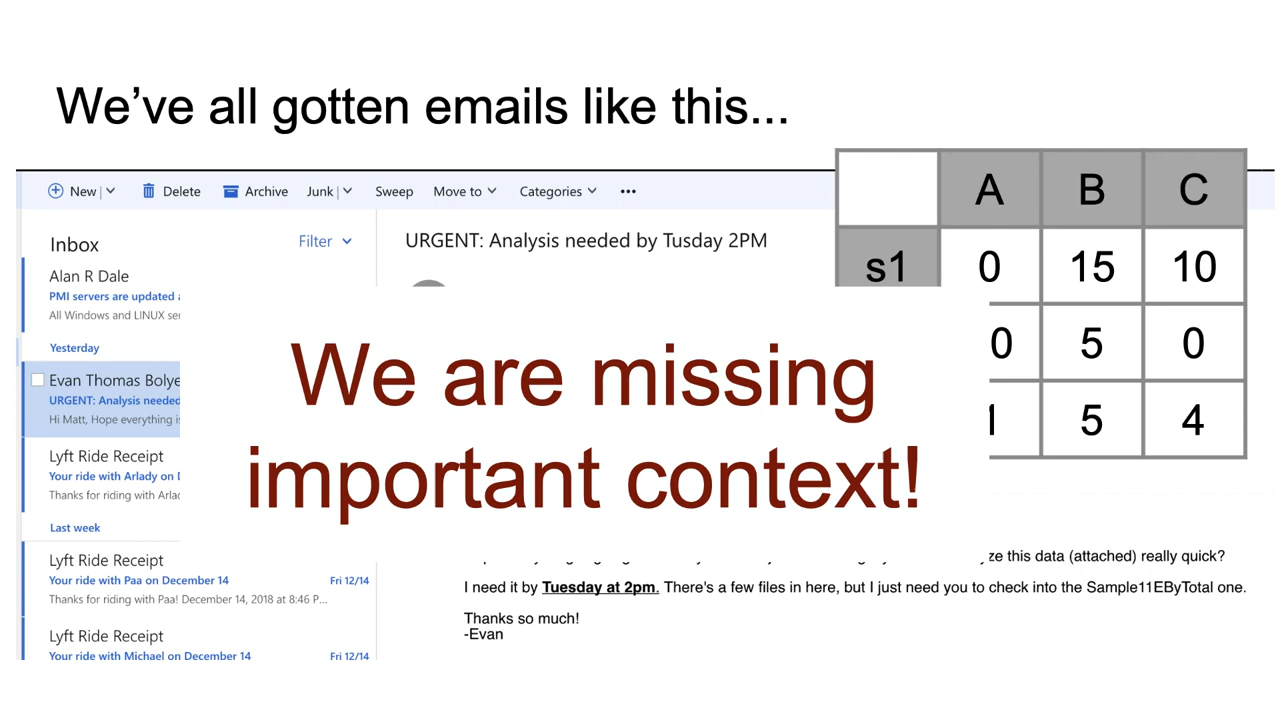 We've all gotten emails like this...
New
Delete
Archive
Junk
Sweep
Move to
Categories
Inbox
Filter
Alan R Dale
PMI servers are updated
All Windows and LINUX
Yesterday
Evan Thomas Bolye
URGENT: Analysis needed
Hi Matt, Hope everything
Lyft Ride Receipt
Your ride with Arlady on
Thanks for riding with
Last week
Lyft Ride Receipt
Your ride with Paa on December 14 Fri 12/14
Thanks for riding with Paa! December 14, 2018 at 8:46 P...
Lyft Ride Receipt
Your ride with Michael on December 14 Fri 12/14
URGENT: Analysis needed by Tusday 2PM
A B C
s1 0 15 10
0 5 0
5 4
We are missing
important context!
ze this data (attached) really quick?
I need it by Tuesday at 2pm. There's a few files in here, but I just need you to check into the Sample11EByTotal one.
Thanks so much!
-Evan